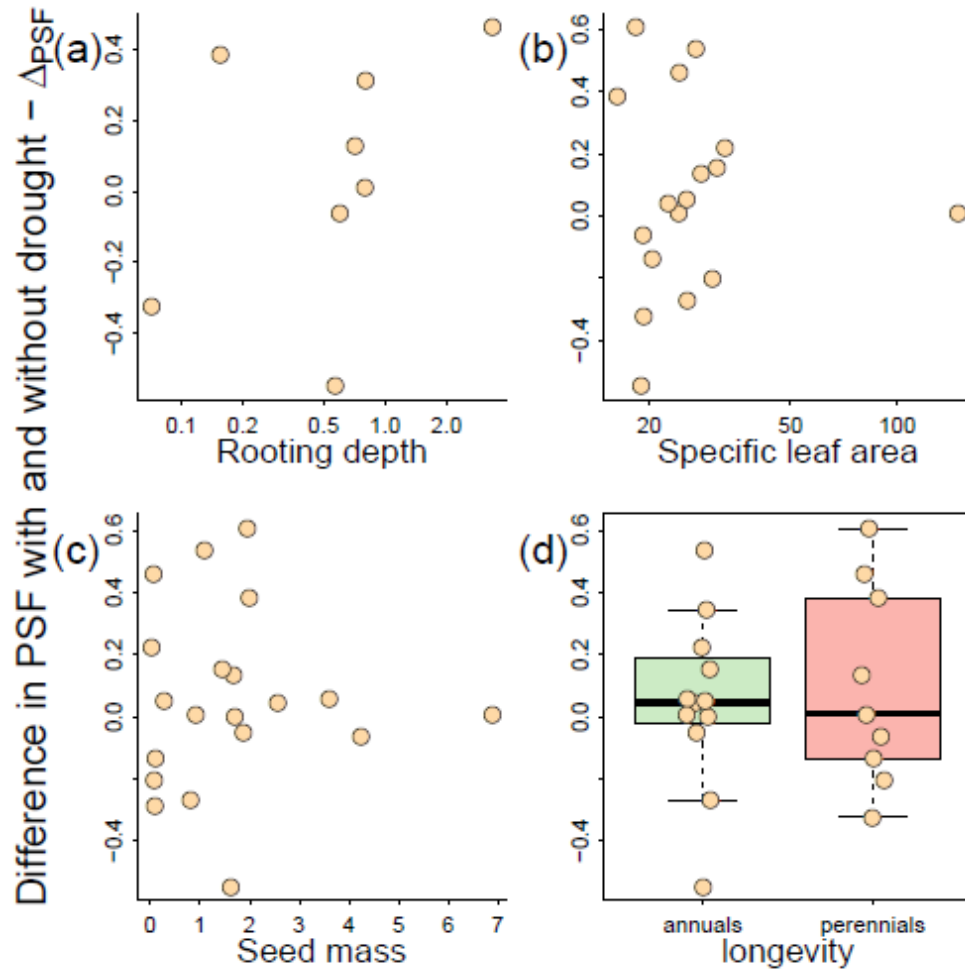 Difference in PSF with and without drought − ΔPSF
(a)
0.4
0.2
0.0
−0.2
−0.4
0.1 0.2 0.5 1.0 2.0
Rooting depth
(b)
0.6
0.4
0.2
0.0
−0.4
20 50 100
Specific leaf area
(c)
0.6
0.4
0.2
0.0
−0.4
0 1 2 3 4 5 6 7
Seed mass
(d)
0.6
0.4
0.2
0.0
−0.4
annuals perennials
longevity